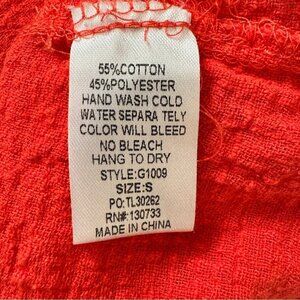 55%COTTON
45%POLYESTER
HAND WASH COLD
WATER SEPARA TELY
COLOR WILL BLEED
NO BLEACH
HANG TO DRY
STYLE:G1009
SIZE:S
PO:TL30262
RN#:130733
MADE IN CHINA